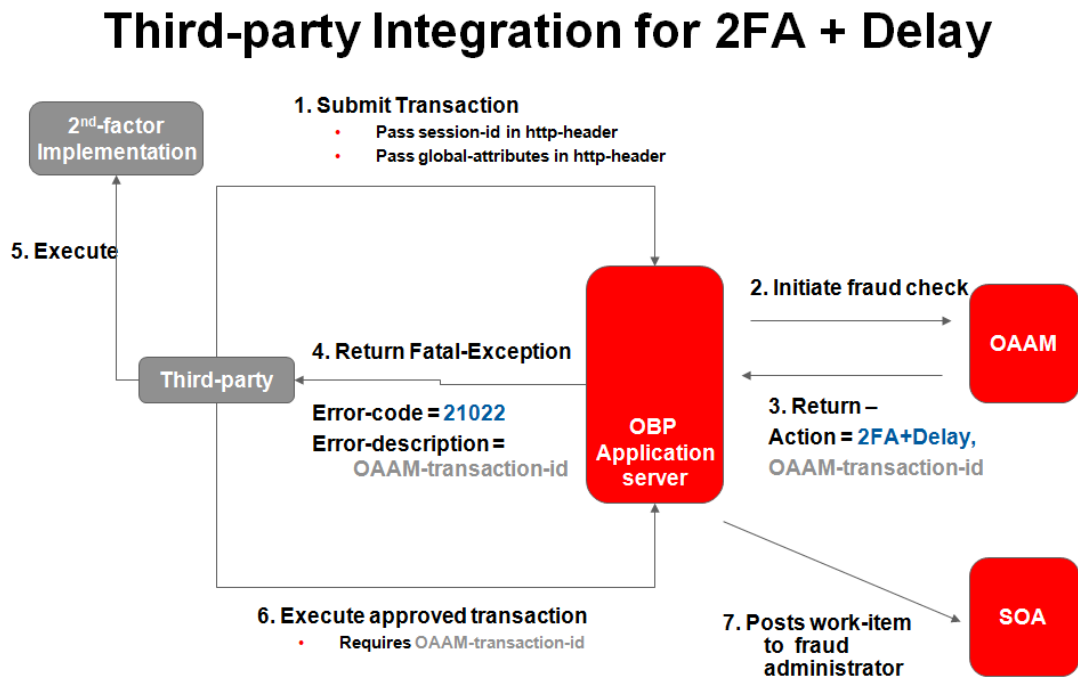 Third-party Integration for 2FA + Delay
1. Submit Transaction
• Pass session-id in http-header
• Pass global-attributes in http-header
2nd-factor
Implementation
5. Execute
2. Initiate fraud check
OAAM
4. Return Fatal-Exception
Third-party
Error-code = 21022
Error-description =
OAAM-transaction-id
OBP
Application
server
3. Return –
Action = 2FA+Delay,
OAAM-transaction-id
6. Execute approved transaction
• Requires OAAM-transaction-id
7. Posts work-item
to fraud
administrator
SOA